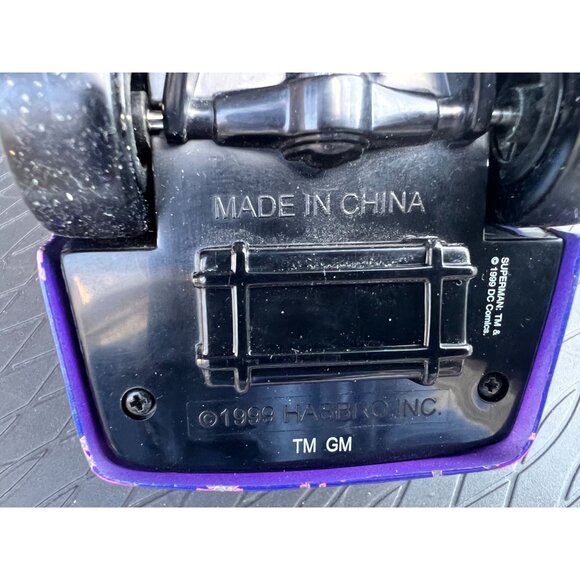 MADE IN CHINA
SUPERMAN: TM &
© 1999 DC Comics.
©1999 HASBRO, INC.
TM GM